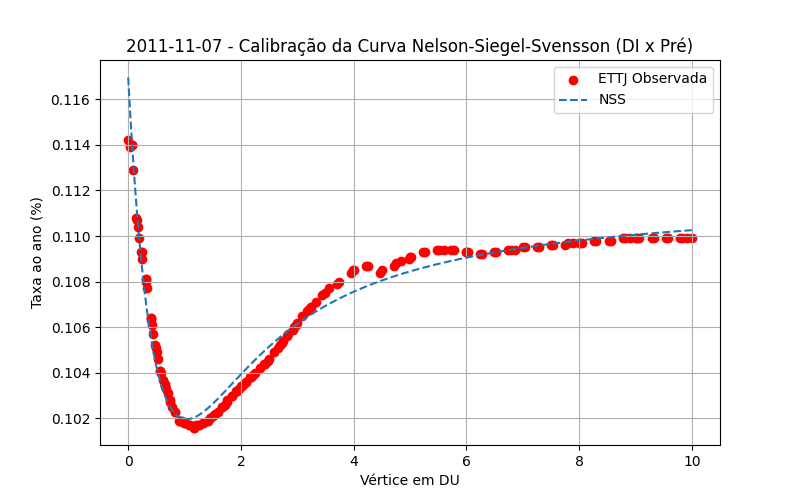 2011-11-07 - Calibração da Curva Nelson-Siegel-Svensson (DI x Pré)
ETTJ Observada
NSS
Taxa ao ano (%)
0.116
0.114
0.112
0.110
0.108
0.106
0.104
0.102
0 2 4 6 8 10
Vértice em DU